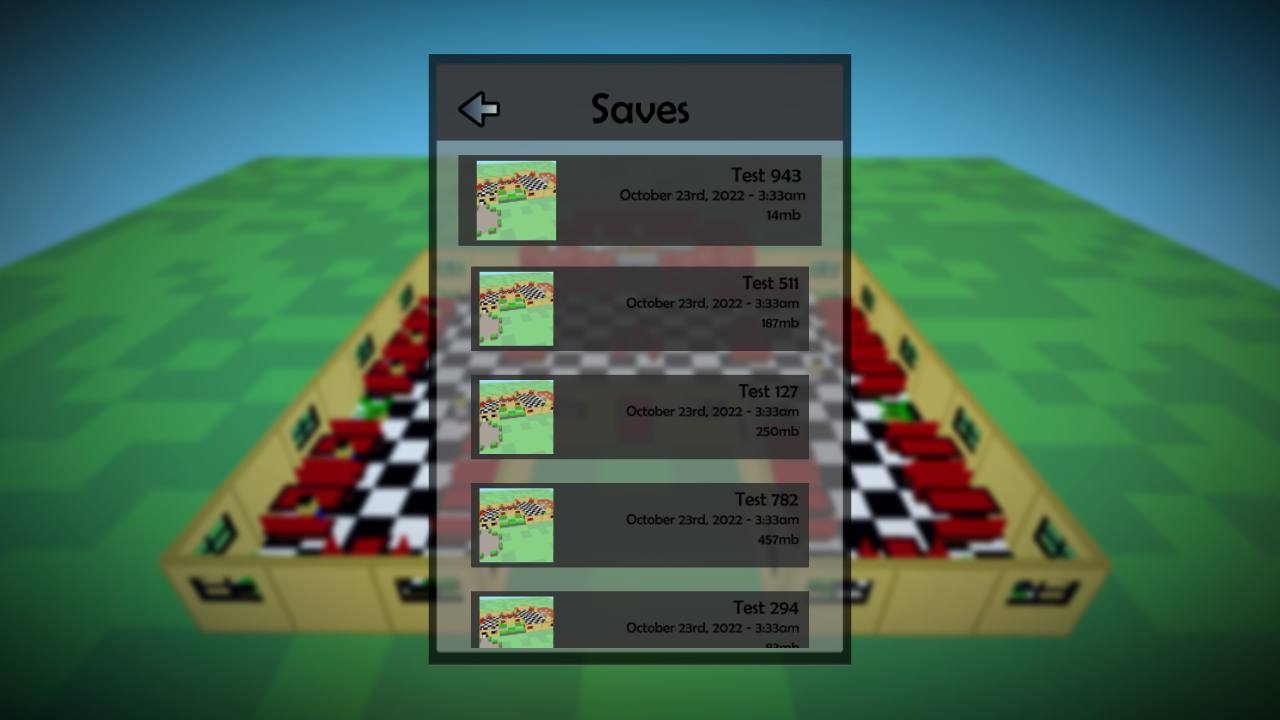 Saves
Test 943
October 23rd, 2022 - 3:33am
14mb
Test 511
October 23rd, 2022 - 3:33am
187mb
Test 127
October 23rd, 2022 - 3:33am
250mb
Test 782
October 23rd, 2022 - 3:33am
457mb
Test 294
October 23rd, 2022 - 3:33am